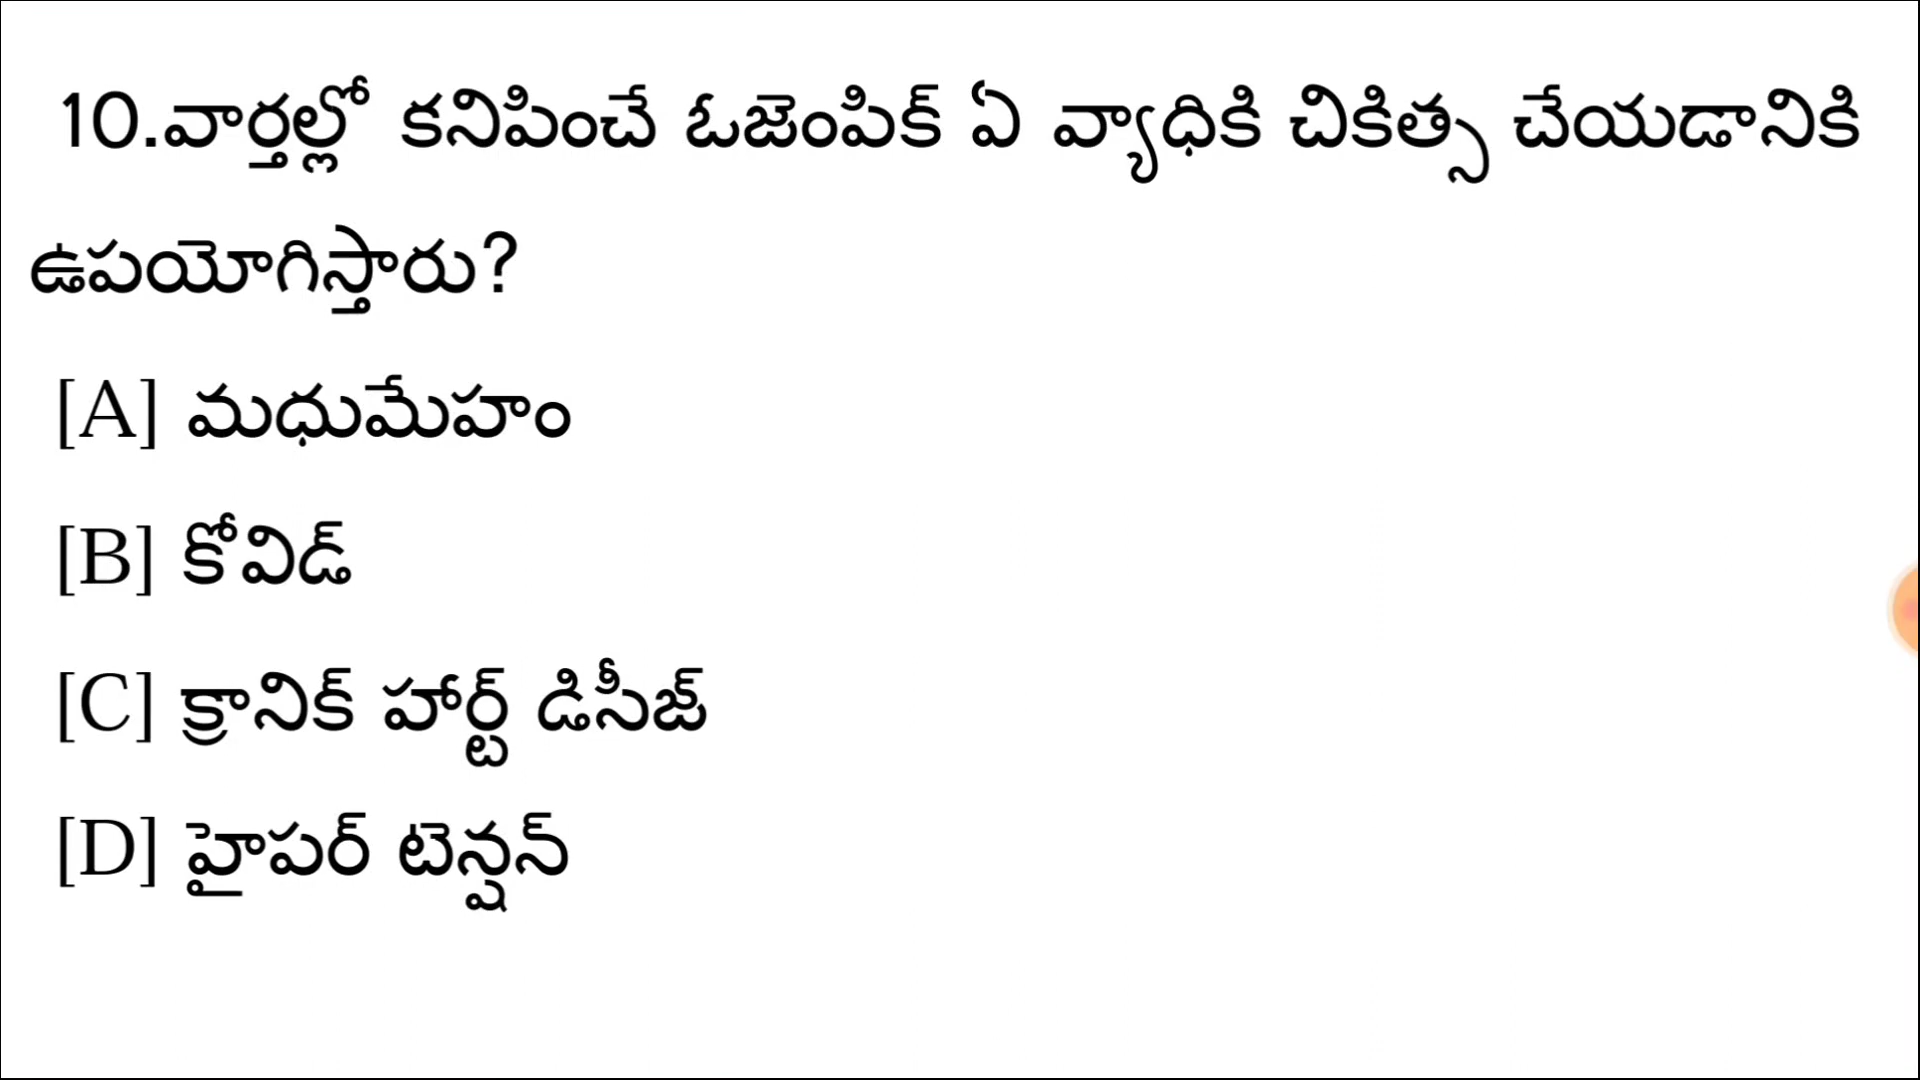 10.వార్తల్లో కనిపించే ఓజెంపిక్ ఏ వ్యాధికి చికిత్స చేయడానికి
ఉపయోగిస్తారు?
[A] మధుమేహం
[B] కోవిడ్
[C] క్రానిక్ హార్ట్ డిసీజ్
[D] హైపర్ టెన్షన్